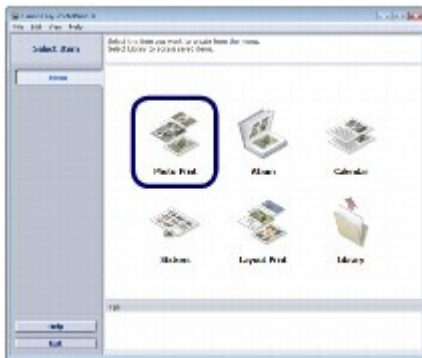 File Edit View Help
Select Item
Select the item you want to create from the menu.
Select Library to access saved items.
Menu
Photo Print
Album
Calendar
Stickers
Layout Print
Library
Help
Exit